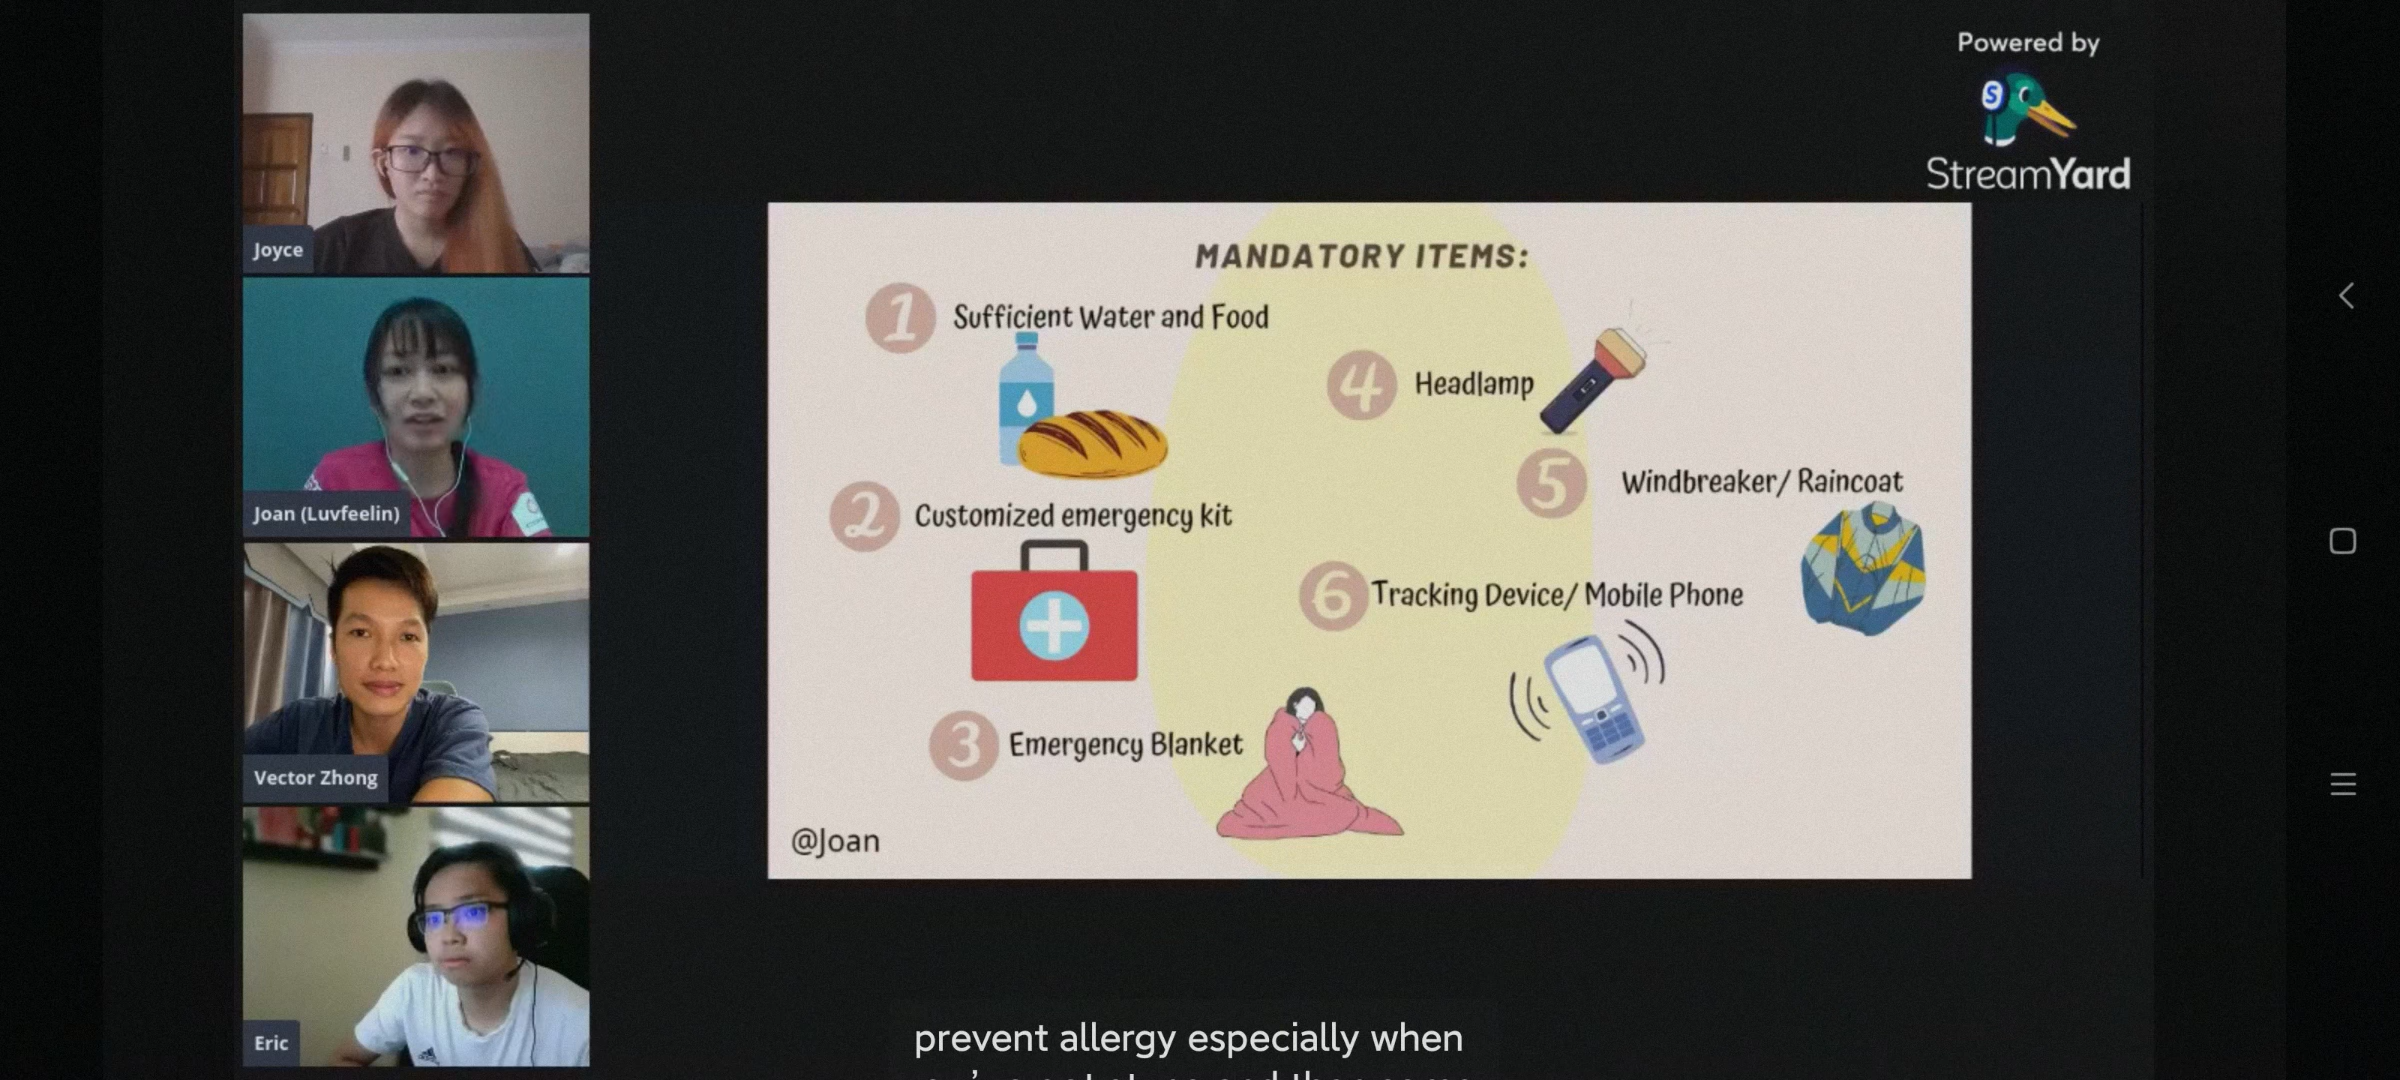 Powered by
S
StreamYard
Joyce
Joan (Luvfeelin)
Vector Zhong
Eric
MANDATORY ITEMS:
1 Sufficient Water and Food
2 Customized emergency kit
3 Emergency Blanket
4 Headlamp
5 Windbreaker/ Raincoat
6 Tracking Device/ Mobile Phone
@Joan
prevent allergy especially when